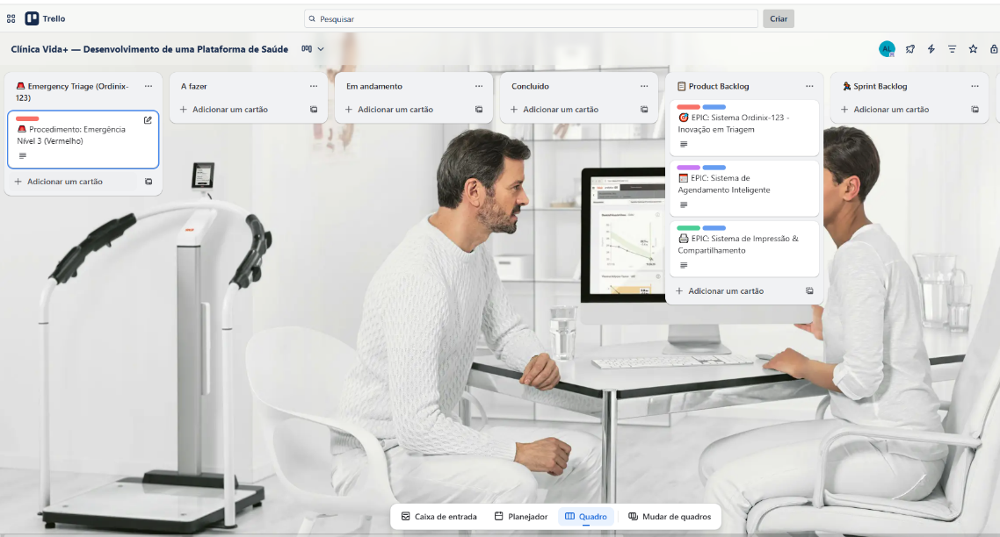 Trello
Pesquisar
Criar
Clínica Vida+ — Desenvolvimento de uma Plataforma de Saúde
AL
🚨 Emergency Triage (Ordinix-
123)
🚨 Procedimento: Emergência
Nível 3 (Vermelho)
+ Adicionar um cartão
A fazer
+ Adicionar um cartão
Em andamento
+ Adicionar um cartão
Concluído
+ Adicionar um cartão
📋 Product Backlog
🎯 EPIC: Sistema Ordinix-123 -
Inovação em Triagem
📅 EPIC: Sistema de
Agendamento Inteligente
🖨️ EPIC: Sistema de Impressão &
Compartilhamento
+ Adicionar um cartão
🏃 Sprint Backlog
+ Adicionar um cartão
Caixa de entrada
Planejador
Quadro
Mudar de quadros